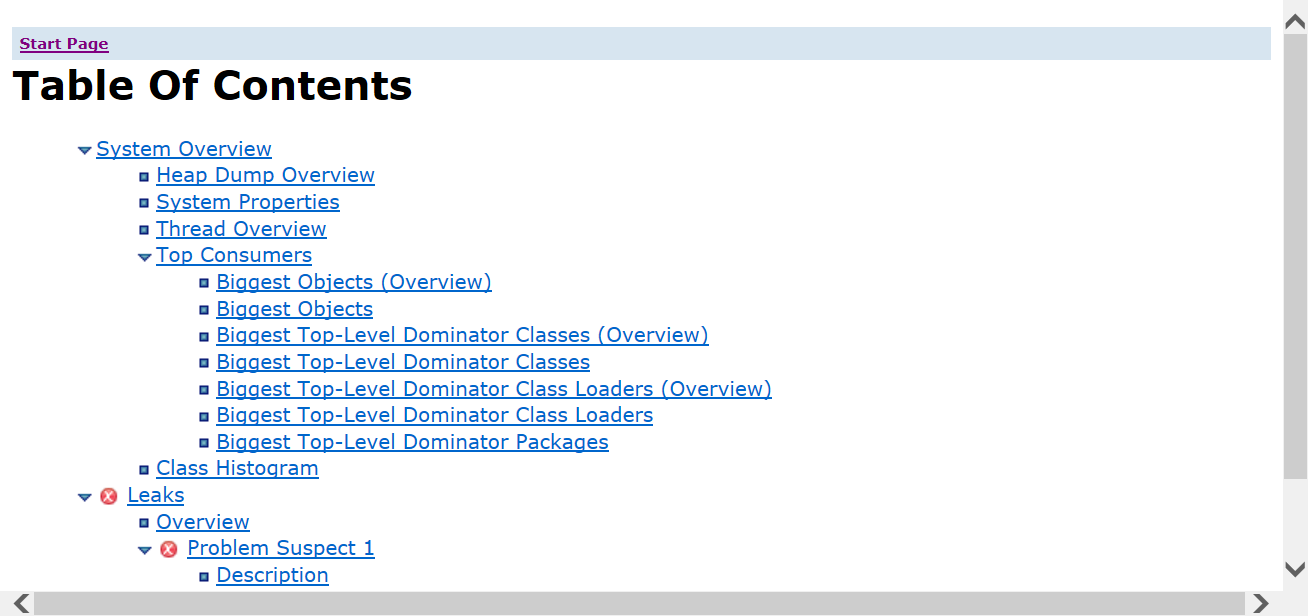 Start Page
Table Of Contents
System Overview
Heap Dump Overview
System Properties
Thread Overview
Top Consumers
Biggest Objects (Overview)
Biggest Objects
Biggest Top-Level Dominator Classes (Overview)
Biggest Top-Level Dominator Classes
Biggest Top-Level Dominator Class Loaders (Overview)
Biggest Top-Level Dominator Class Loaders
Biggest Top-Level Dominator Packages
Class Histogram
Leaks
Overview
Problem Suspect 1
Description